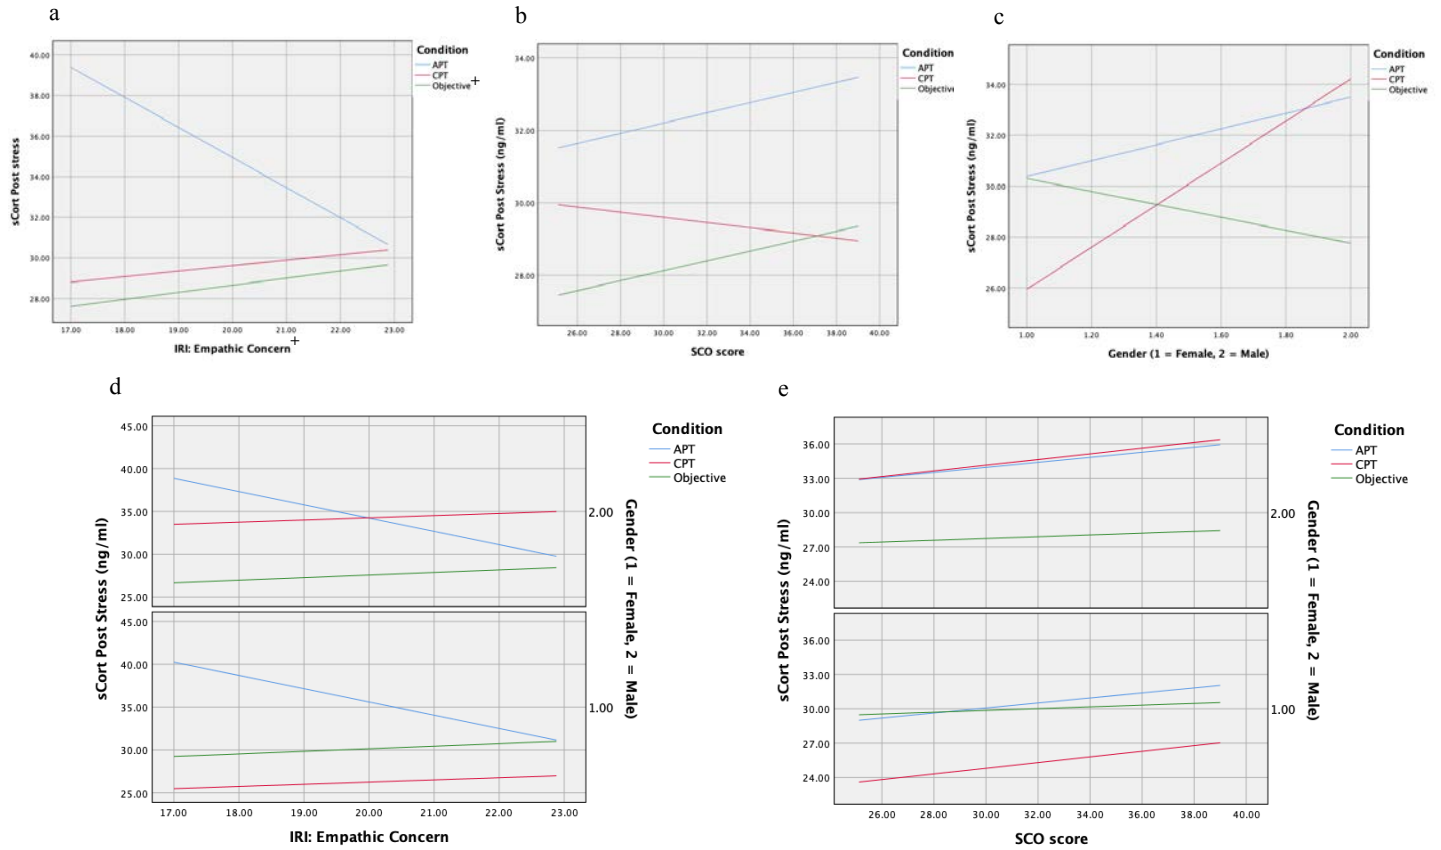 a
Condition
APT
CPT
Objective+
40.00
38.00
36.00
34.00
32.00
30.00
28.00
sCort Post stress
17.00 18.00 19.00 20.00 21.00 22.00 23.00
IRI: Empathic Concern+
b
Condition
APT
CPT
Objective
34.00
32.00
30.00
28.00
sCort Post Stress (ng/ml)
26.00 28.00 30.00 32.00 34.00 36.00 38.00 40.00
SCO score
c
Condition
APT
CPT
Objective
34.00
32.00
30.00
28.00
26.00
sCort Post Stress (ng/ml)
1.00 1.20 1.40 1.60 1.80 2.00
Gender (1 = Female, 2 = Male)
d
Condition
APT
CPT
Objective
45.00
40.00
35.00
30.00
25.00
45.00
40.00
35.00
30.00
25.00
sCort Post Stress (ng/ml)
2.00
1.00
Gender (1 = Female, 2 = Male)
17.00 18.00 19.00 20.00 21.00 22.00 23.00
IRI: Empathic Concern
e
Condition
APT
CPT
Objective
36.00
33.00
30.00
27.00
24.00
36.00
33.00
30.00
27.00
24.00
sCort Post Stress (ng/ml)
2.00
1.00
Gender (1 = Female, 2 = Male)
26.00 28.00 30.00 32.00 34.00 36.00 38.00 40.00
SCO score